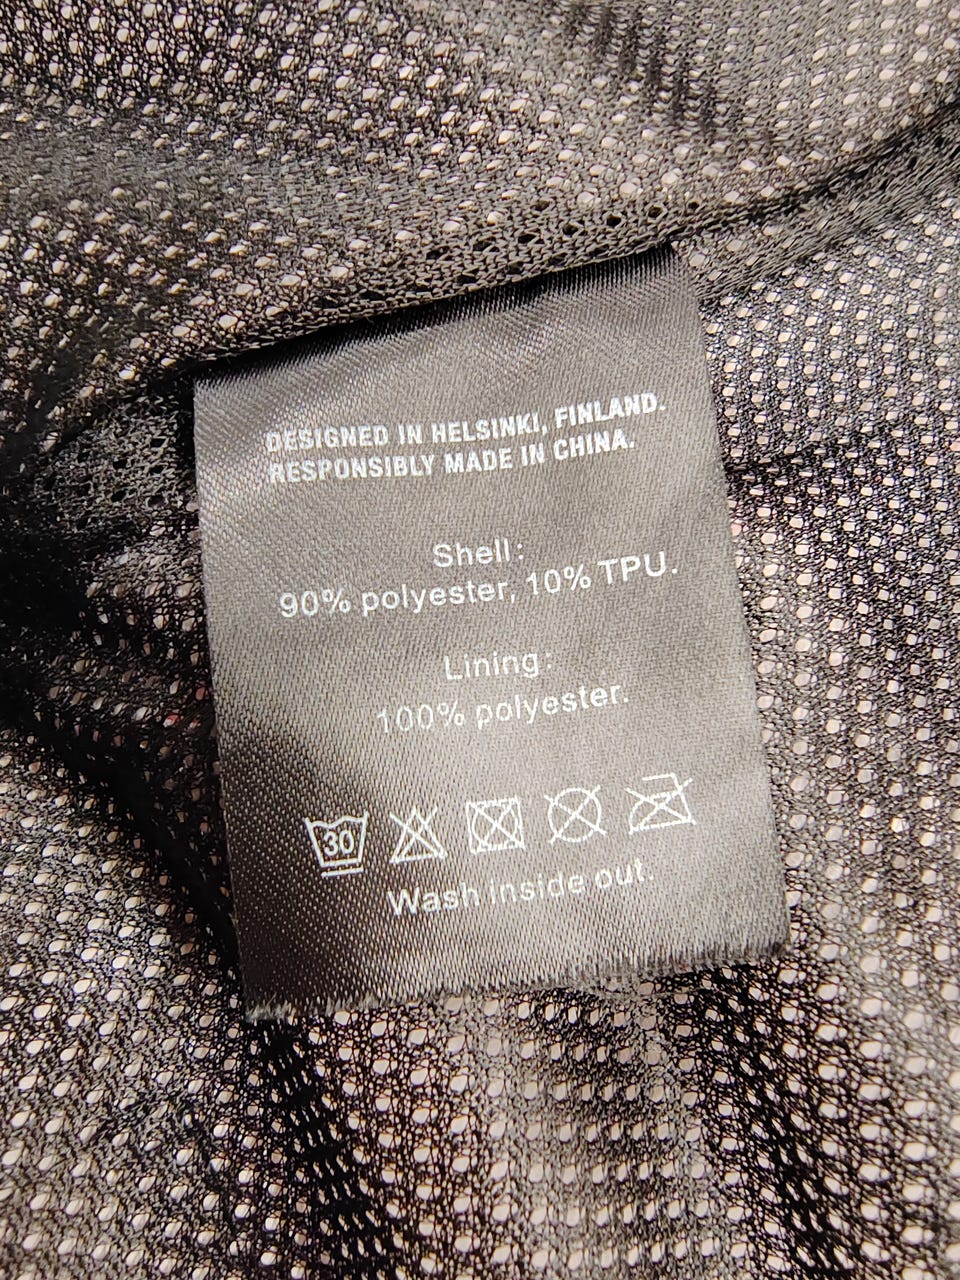 DESIGNED IN HELSINKI, FINLAND.
RESPONSIBLY MADE IN CHINA.
Shell:
90% polyester, 10% TPU.
Lining:
100% polyester.
30
Wash inside out.